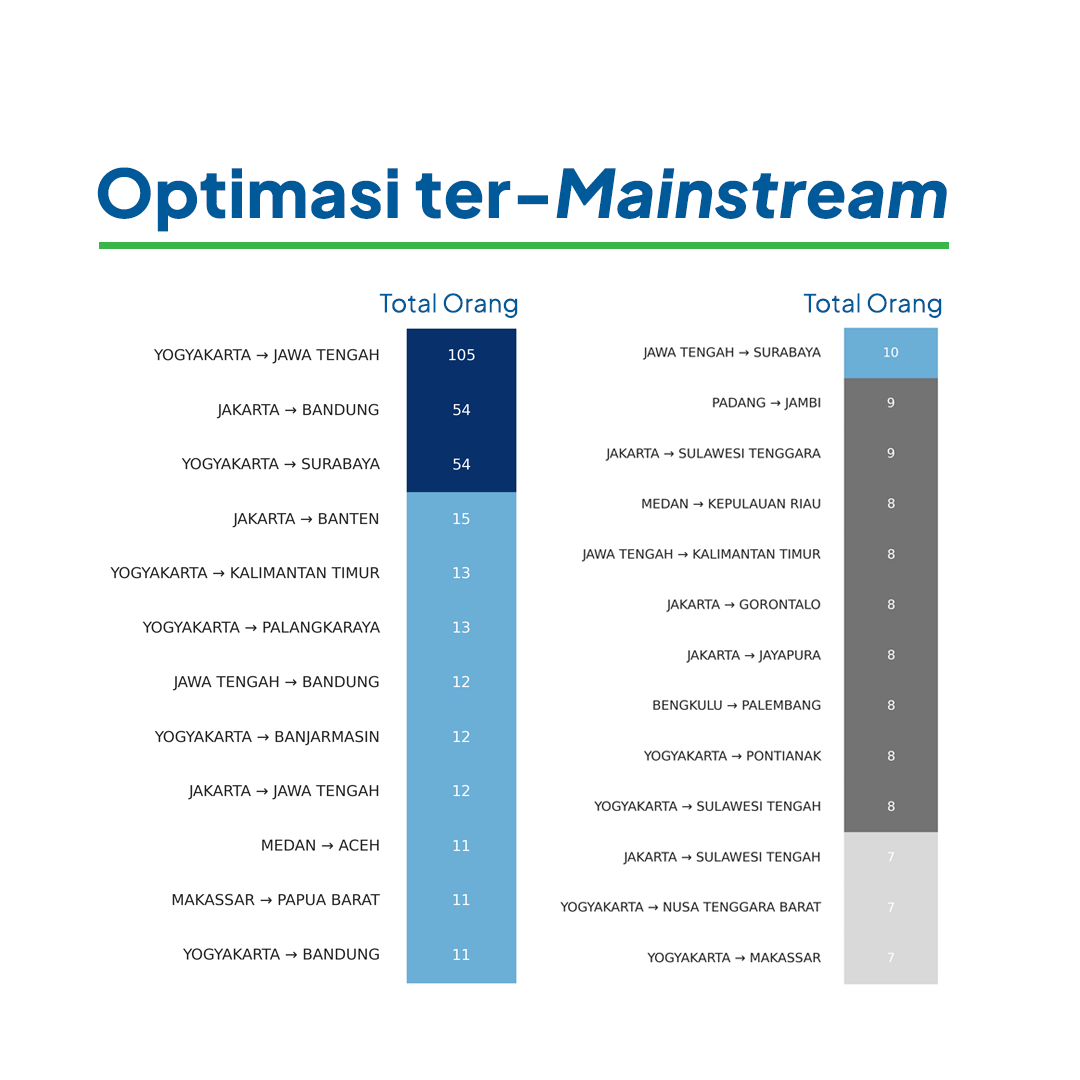 Optimasi ter-Mainstream
Total Orang
YOGYAKARTA → JAWA TENGAH 105
JAKARTA → BANDUNG 54
YOGYAKARTA → SURABAYA 54
JAKARTA → BANTEN 15
YOGYAKARTA → KALIMANTAN TIMUR 13
YOGYAKARTA → PALANGKARAYA 13
JAWA TENGAH → BANDUNG 12
YOGYAKARTA → BANJARMASIN 12
JAKARTA → JAWA TENGAH 12
MEDAN → ACEH 11
MAKASSAR → PAPUA BARAT 11
YOGYAKARTA → BANDUNG 11
Total Orang
JAWA TENGAH → SURABAYA 10
PADANG → JAMBI 9
JAKARTA → SULAWESI TENGGARA 9
MEDAN → KEPULAUAN RIAU 8
JAWA TENGAH → KALIMANTAN TIMUR 8
JAKARTA → GORONTALO 8
JAKARTA → JAYAPURA 8
BENGKULU → PALEMBANG 8
YOGYAKARTA → PONTIANAK 8
YOGYAKARTA → SULAWESI TENGAH 8
JAKARTA → SULAWESI TENGAH 7
YOGYAKARTA → NUSA TENGGARA BARAT 7
YOGYAKARTA → MAKASSAR 7